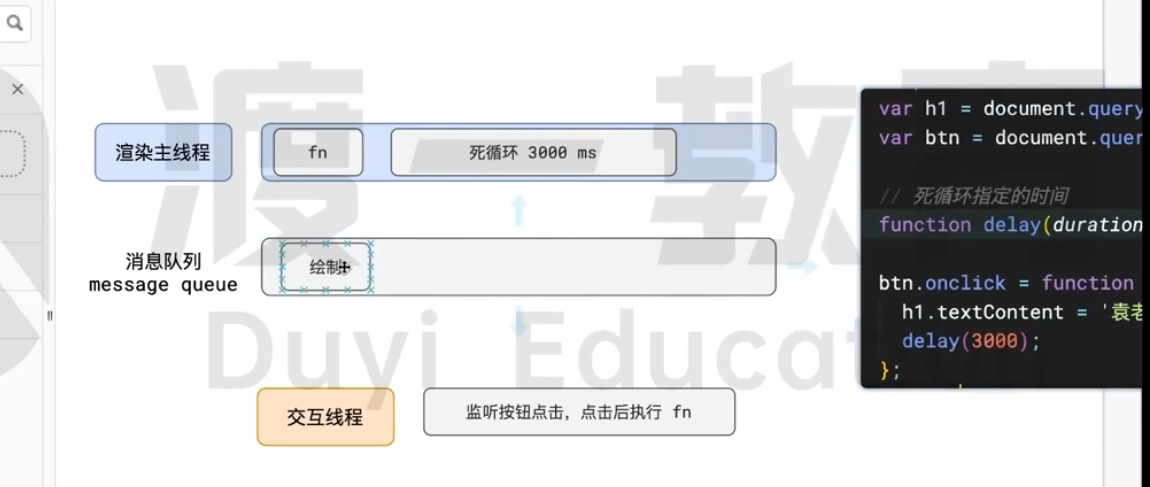 渲染主线程
fn
死循环 3000 ms
消息队列
message queue
绘制
交互线程
监听按钮点击，点击后执行 fn
var h1 = document.query
var btn = document.quer
// 死循环指定的时间
function delay(duration
btn.onclick = function
h1.textContent = '袁老
delay(3000);
};
渡一教育
Duyi Education